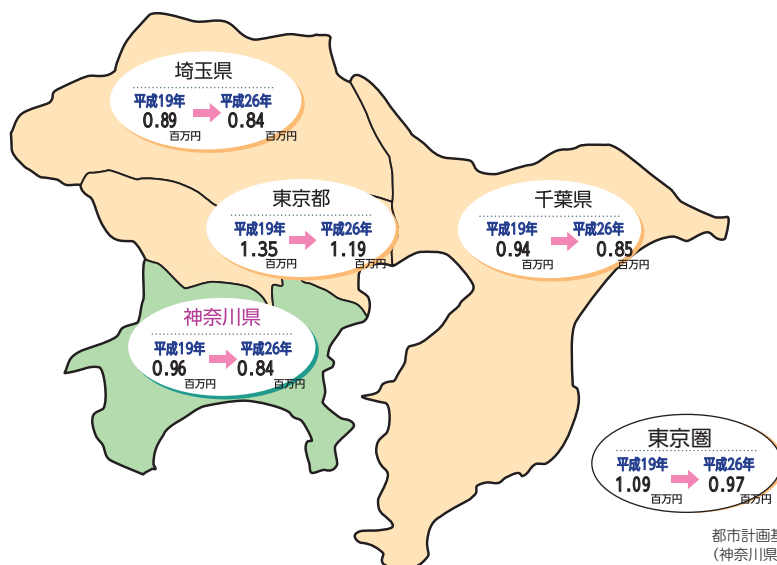 埼玉県
平成19年 平成26年
0.89 0.84
百万円 百万円
東京都
平成19年 平成26年
1.35 1.19
百万円 百万円
千葉県
平成19年 平成26年
0.94 0.85
百万円 百万円
神奈川県
平成19年 平成26年
0.96 0.84
百万円 百万円
東京圏
平成19年 平成26年
1.09 0.97
百万円 百万円
都市計画基
（神奈川県